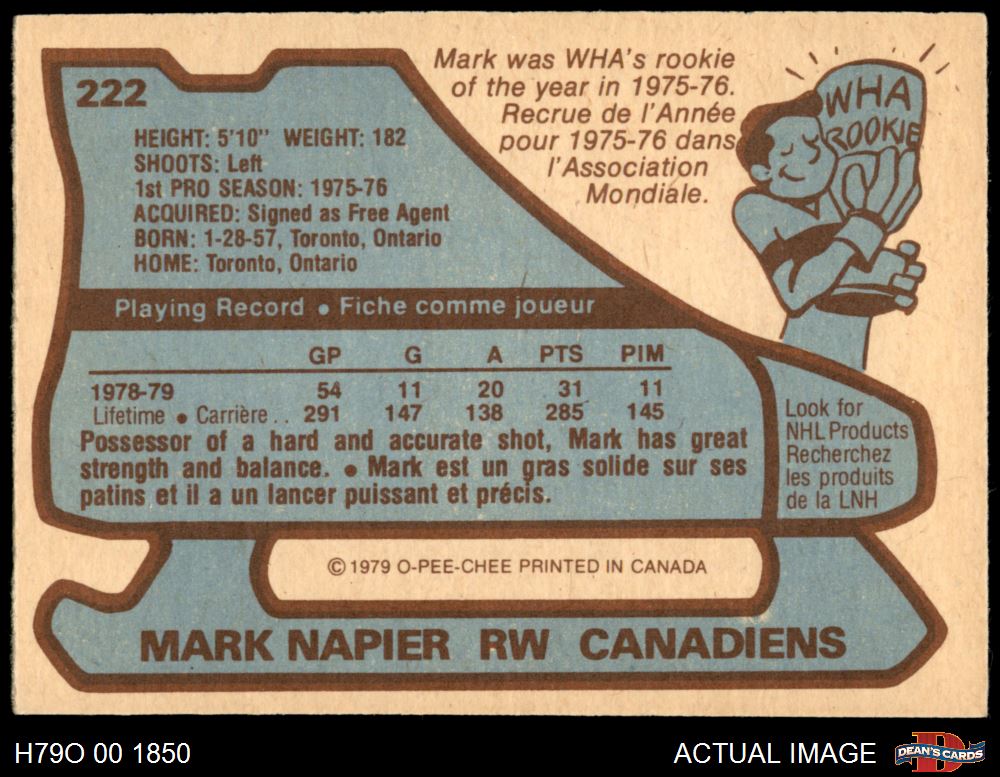 222
HEIGHT: 5'10" WEIGHT: 182
SHOOTS: Left
1st PRO SEASON: 1975-76
ACQUIRED: Signed as Free Agent
BORN: 1-28-57, Toronto, Ontario
HOME: Toronto, Ontario
Mark was WHA's rookie
of the year in 1975-76.
Recrue de l'Année
pour 1975-76 dans
l'Association
Mondiale.
WHA
ROOKIE
Playing Record • Fiche comme joueur
GP G A PTS PIM
1978-79 54 11 20 31 11
Lifetime • Carrière . . 291 147 138 285 145
Possessor of a hard and accurate shot, Mark has great
strength and balance. • Mark est un gras solide sur ses
patins et il a un lancer puissant et précis.
Look for
NHL Products
Recherchez
les produits
de la LNH
© 1979 O-PEE-CHEE PRINTED IN CANADA
MARK NAPIER RW CANADIENS
H79O 00 1850
ACTUAL IMAGE
D
DEAN'S CARDS